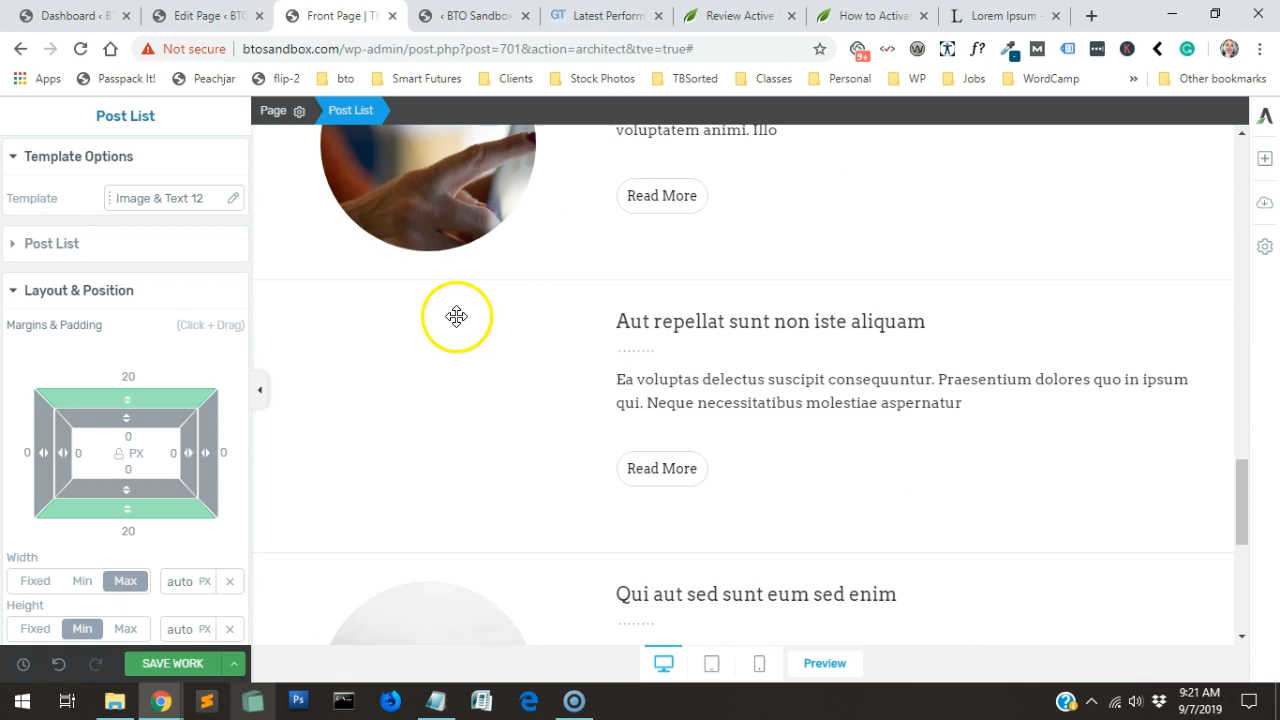 Dashboard ‹ BTO
Edit Page ‹ BTC
Front Page | Th
‹ BTO Sandbox
GT Latest Perform
Review Active
How to Activa
L Lorem Ipsum -
Not secure | btosandbox.com/wp-admin/post.php?post=701&action=architect&tve=true#
9+
Apps
Passpack It!
Peachjar
flip-2
bto
Smart Futures
Clients
Stock Photos
TBSorted
Classes
Personal
WP
Jobs
WordCamp
»
Other bookmarks
Post List
Page
Post List
Template Options
Template
Image & Text 12
Post List
Layout & Position
Margins & Padding
(Click + Drag)
20
0
0 0 PX 0 0
0
20
Width
Fixed Min Max auto PX
Height
Fixed Min Max auto PX
SAVE WORK
voluptatem animi. Illo
Read More
Aut repellat sunt non iste aliquam
Ea voluptas delectus suscipit consequuntur. Praesentium dolores quo in ipsum
qui. Neque necessitatibus molestiae aspernatur
Read More
Qui aut sed sunt eum sed enim
Preview
Ps
9:21 AM
9/7/2019